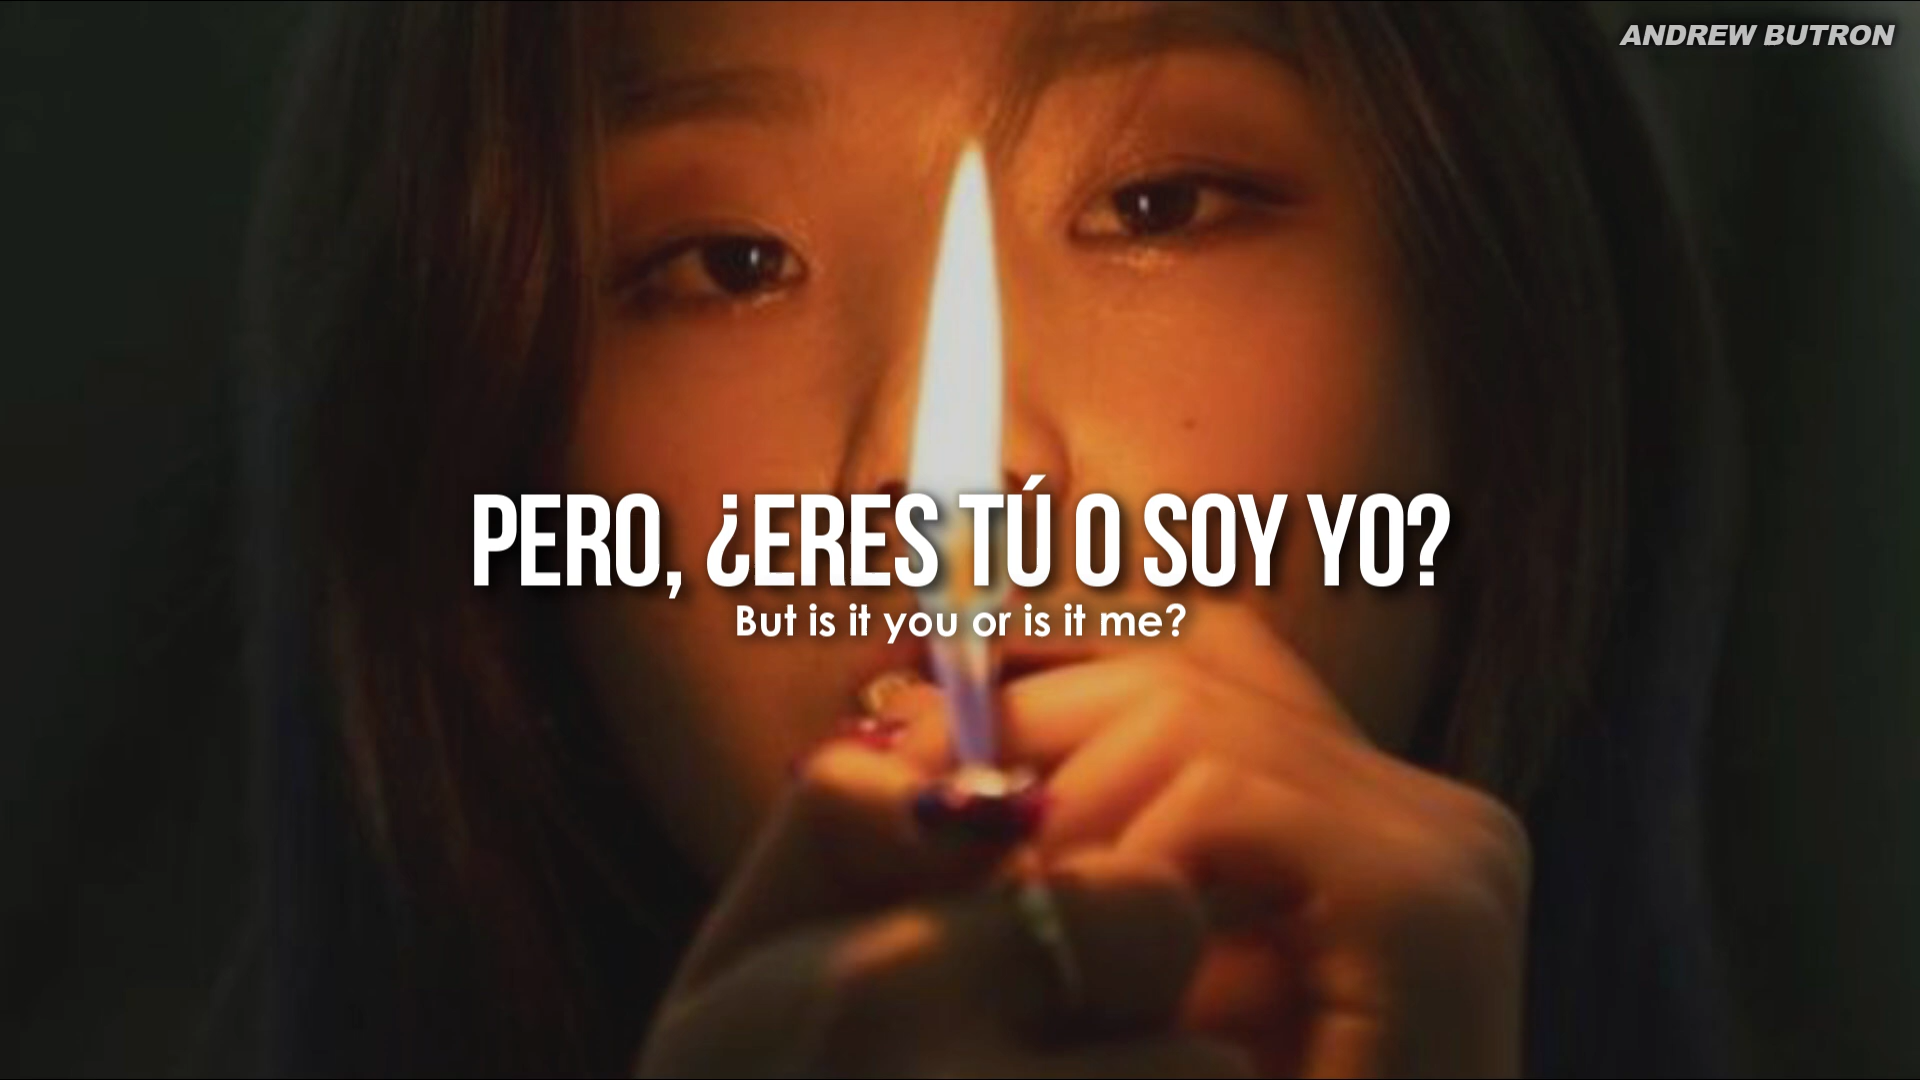 ANDREW BUTRON
PERO, ¿ERES TÚ O SOY YO?
But is it you or is it me?